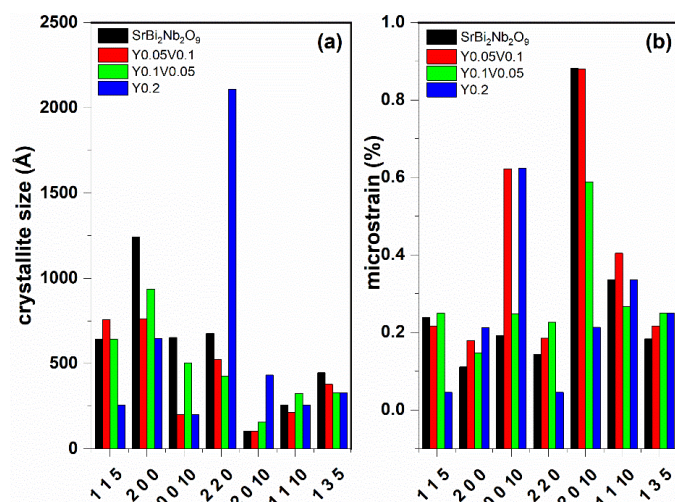 (a)
SrBi₂Nb₂O₉
Y0.05V0.1
Y0.1V0.05
Y0.2
crystallite size (Å)
2500
2000
1500
1000
500
0
1 1 5
2 0 0
0 0 10
2 2 0
2 0 10
1 1 10
1 3 5
(b)
SrBi₂Nb₂O₉
Y0.05V0.1
Y0.1V0.05
Y0.2
microstrain (%)
1.0
0.8
0.6
0.4
0.2
0.0
1 1 5
2 0 0
0 0 10
2 2 0
2 0 10
1 1 10
1 3 5